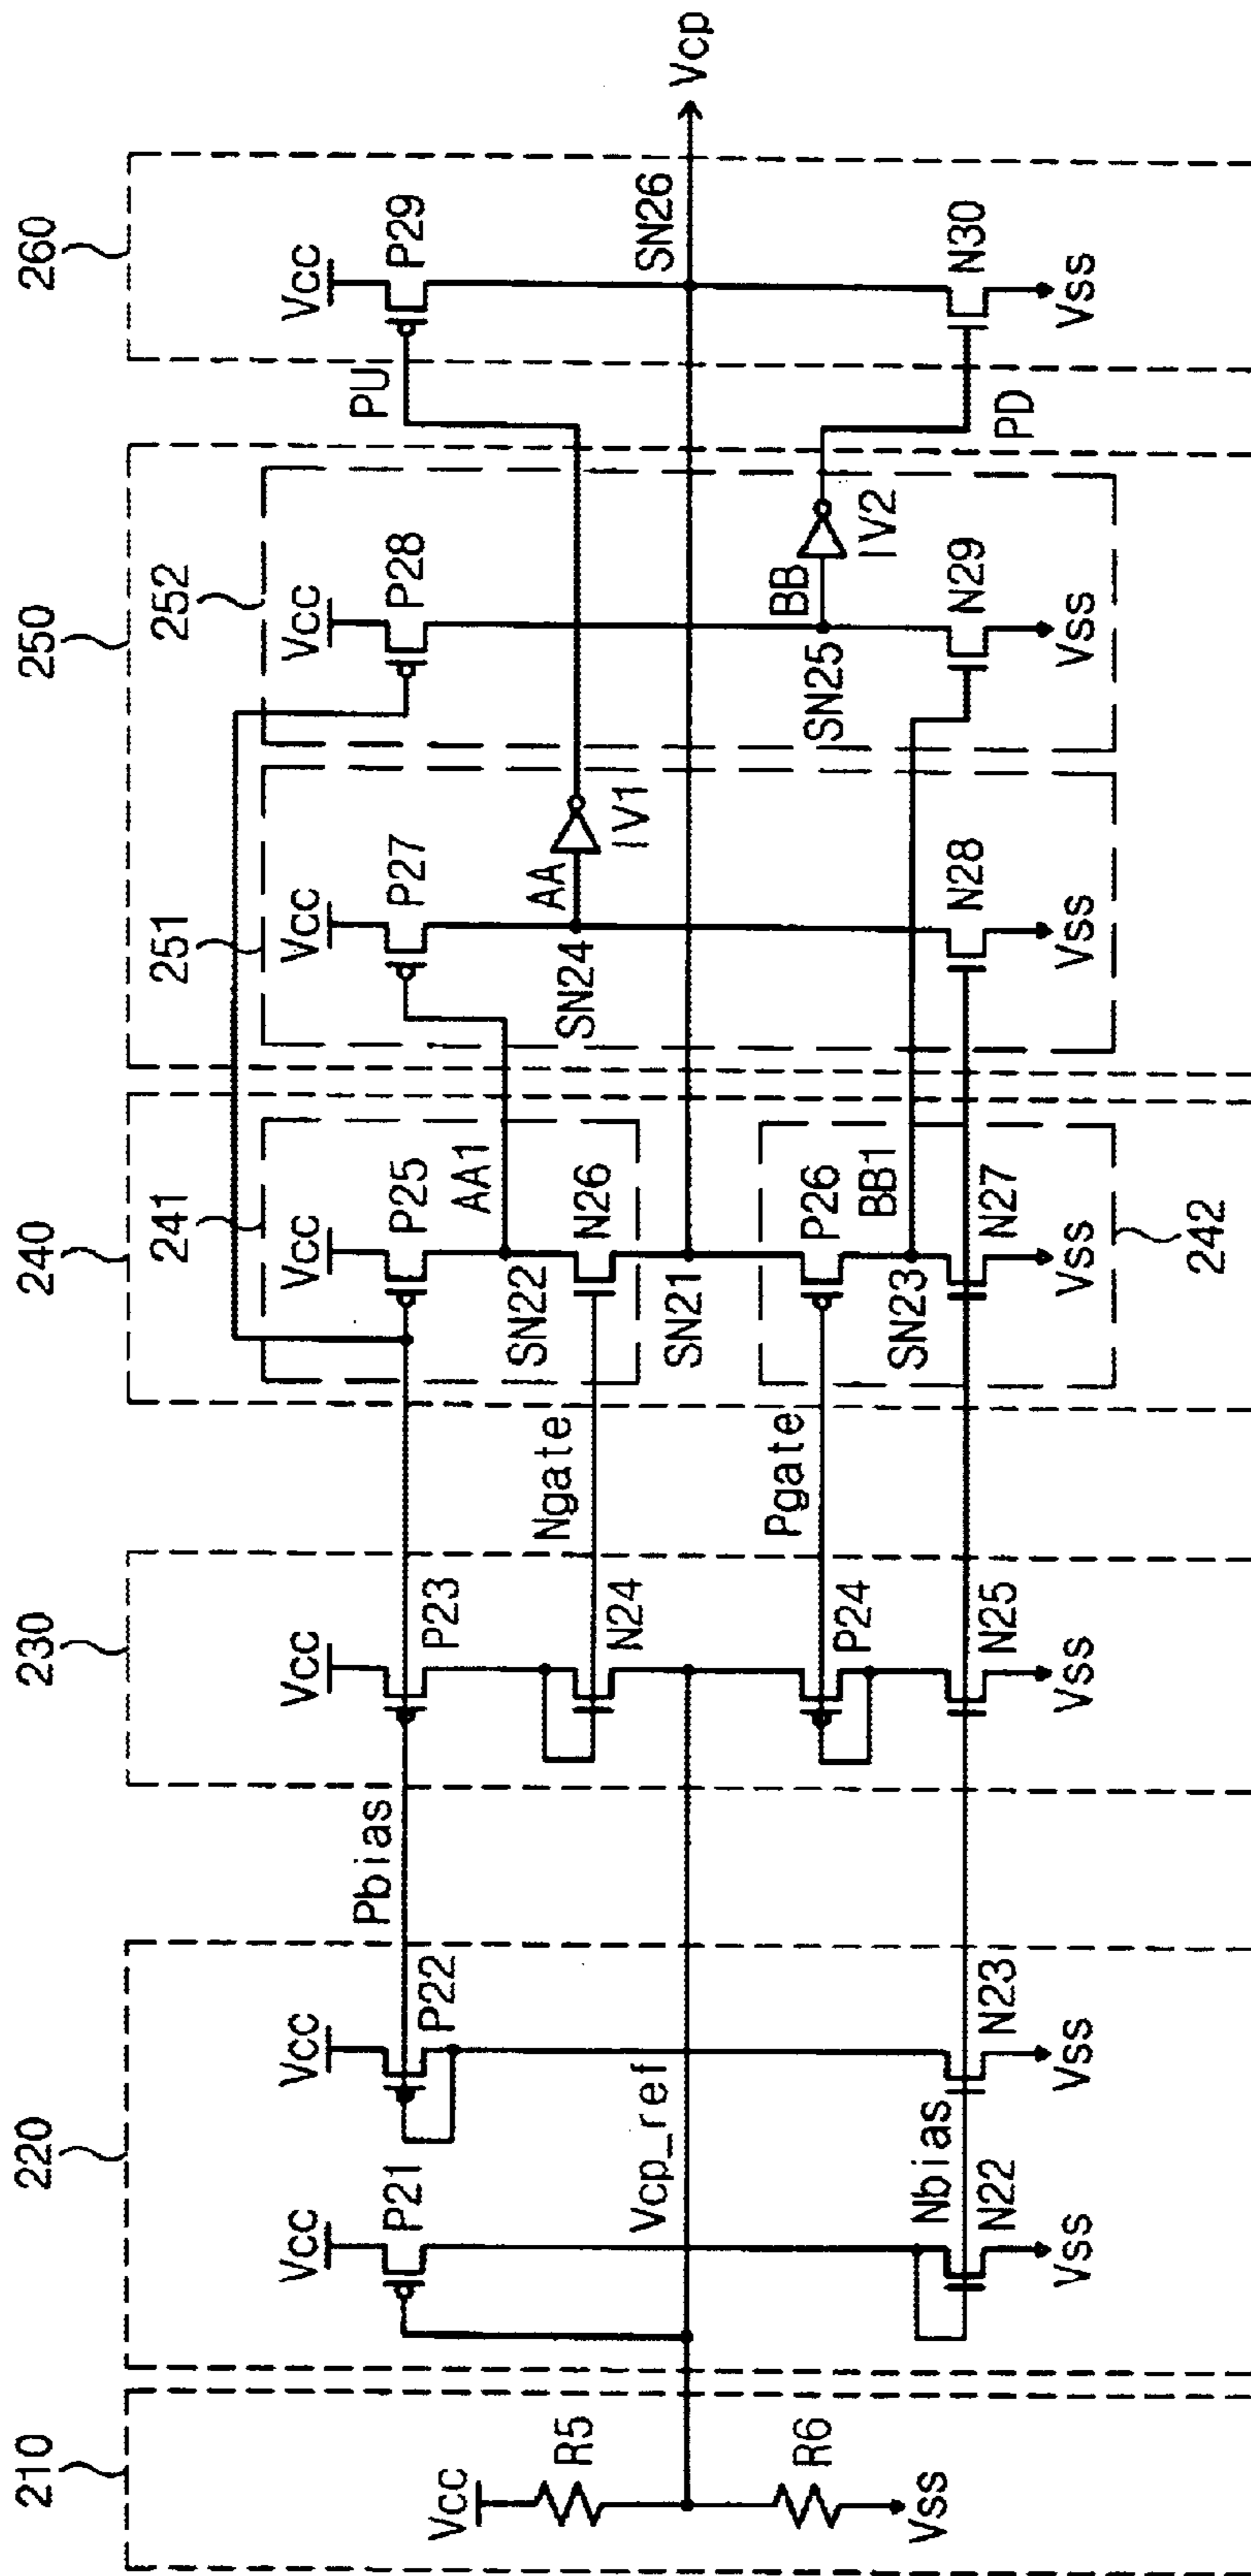 210
Vcc
R5
R6
Vss
220
Vcc
P21
Vcc
P22
Vcp_ref
Nbias
N22
N23
Vss
Vss
Pbias
230
Vcc
P23
N24
P24
N25
Vss
Ngate
Pgate
240
241
Vcc
P25
AA1
SN22
N26
SN21
P26
BB1
SN23
N27
Vss
242
250
251
Vcc
P27
AA
SN24
IV1
N28
Vss
252
Vcc
P28
BB
SN25
IV2
N29
Vss
PU
PD
260
Vcc
P29
SN26
N30
Vss
Vcp